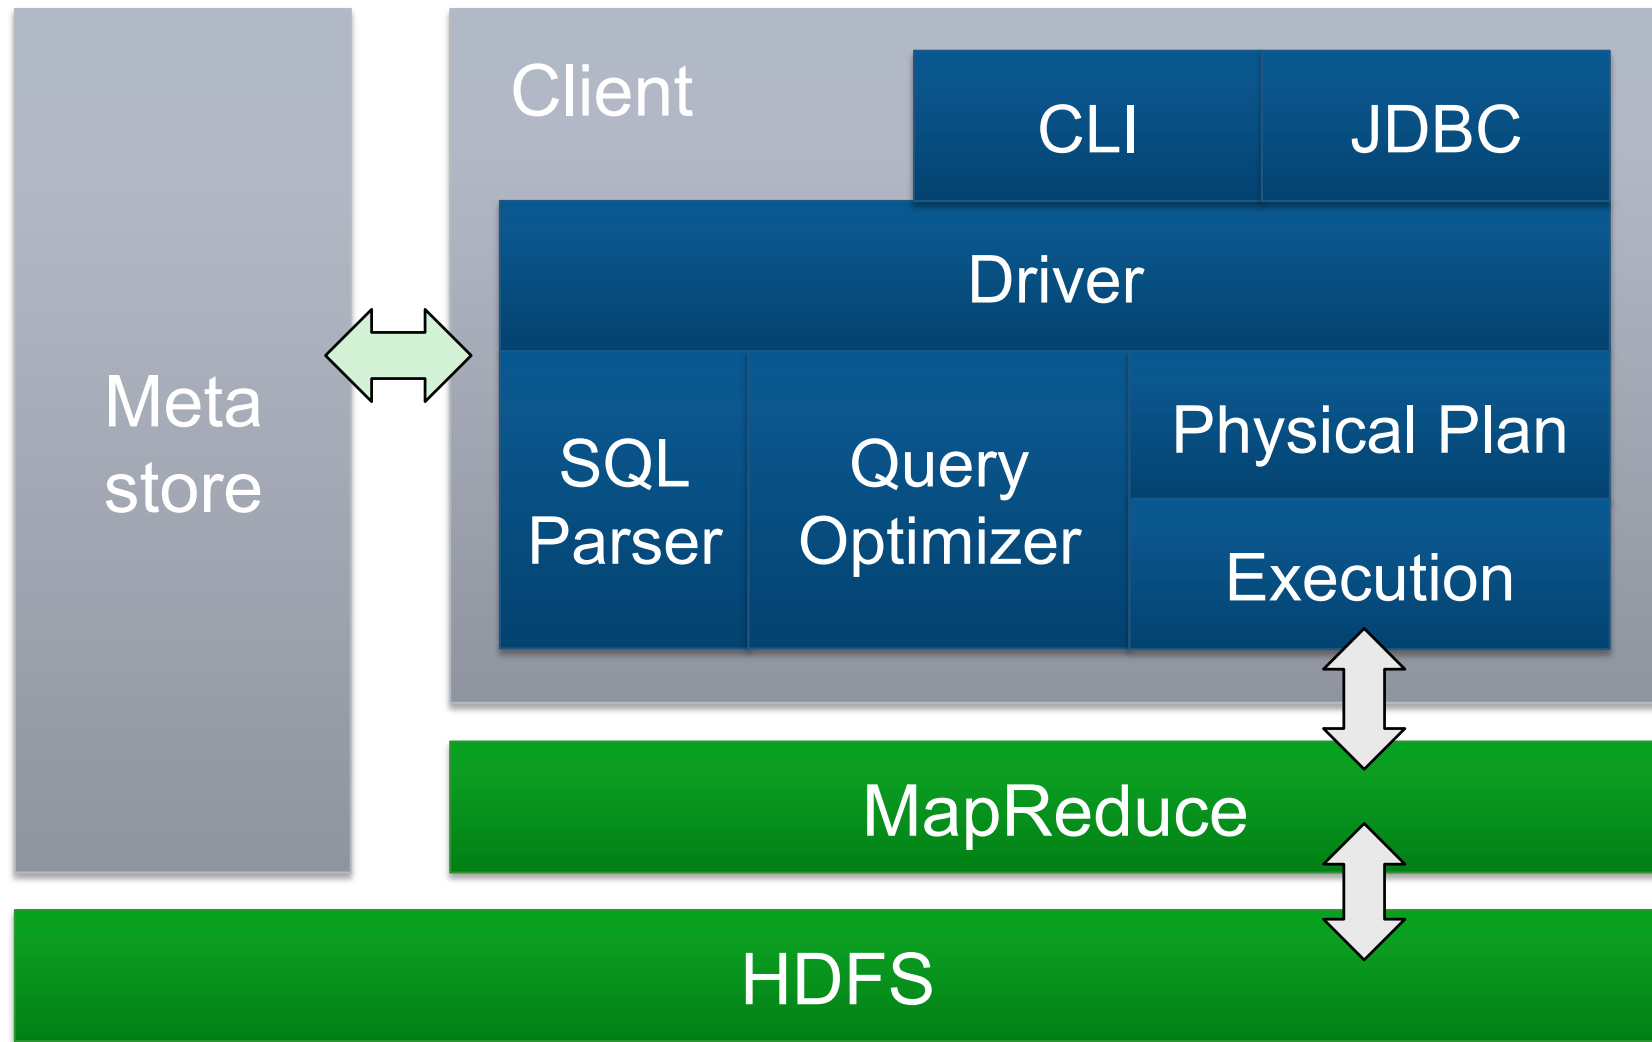 Client
CLI
JDBC
Driver
Meta
store
SQL
Parser
Query
Optimizer
Physical Plan
Execution
MapReduce
HDFS